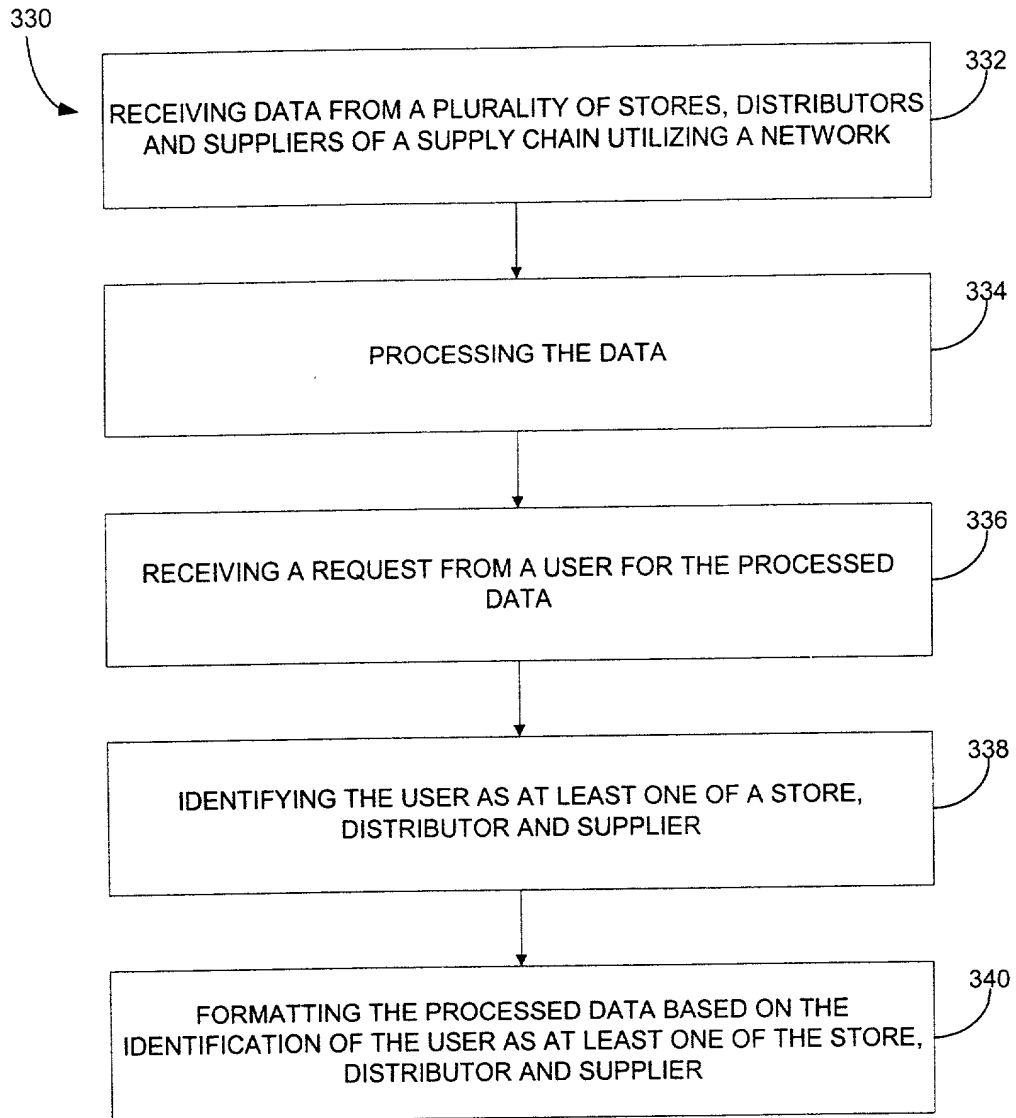 330
332
RECEIVING DATA FROM A PLURALITY OF STORES, DISTRIBUTORS
AND SUPPLIERS OF A SUPPLY CHAIN UTILIZING A NETWORK
334
PROCESSING THE DATA
336
RECEIVING A REQUEST FROM A USER FOR THE PROCESSED
DATA
338
IDENTIFYING THE USER AS AT LEAST ONE OF A STORE,
DISTRIBUTOR AND SUPPLIER
340
FORMATTING THE PROCESSED DATA BASED ON THE
IDENTIFICATION OF THE USER AS AT LEAST ONE OF THE STORE,
DISTRIBUTOR AND SUPPLIER